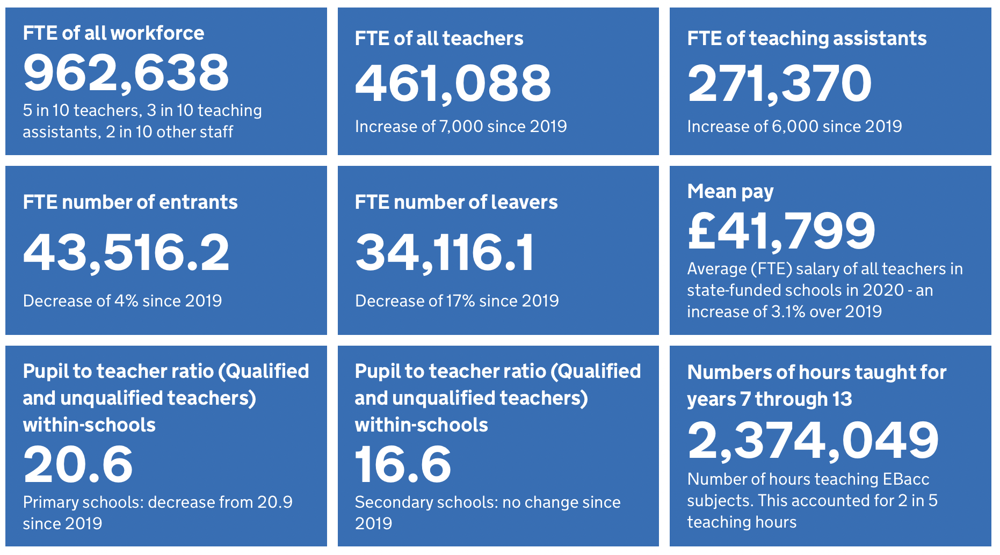 FTE of all workforce
962,638
5 in 10 teachers, 3 in 10 teaching
assistants, 2 in 10 other staff
FTE of all teachers
461,088
Increase of 7,000 since 2019
FTE of teaching assistants
271,370
Increase of 6,000 since 2019
FTE number of entrants
43,516.2
Decrease of 4% since 2019
FTE number of leavers
34,116.1
Decrease of 17% since 2019
Mean pay
£41,799
Average (FTE) salary of all teachers in
state-funded schools in 2020 - an
increase of 3.1% over 2019
Pupil to teacher ratio (Qualified
and unqualified teachers)
within-schools
20.6
Primary schools: decrease from 20.9
since 2019
Pupil to teacher ratio (Qualified
and unqualified teachers)
within-schools
16.6
Secondary schools: no change since
2019
Numbers of hours taught for
years 7 through 13
2,374,049
Number of hours teaching EBacc
subjects. This accounted for 2 in 5
teaching hours